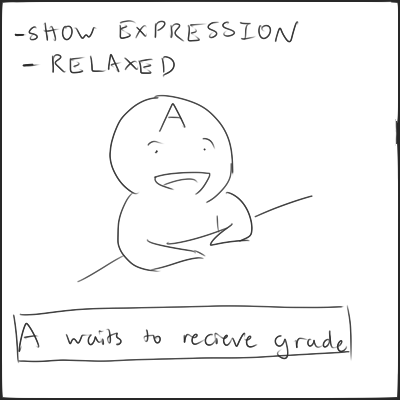 -SHOW EXPRESSION
- RELAXED
A
A waits to recieve grade